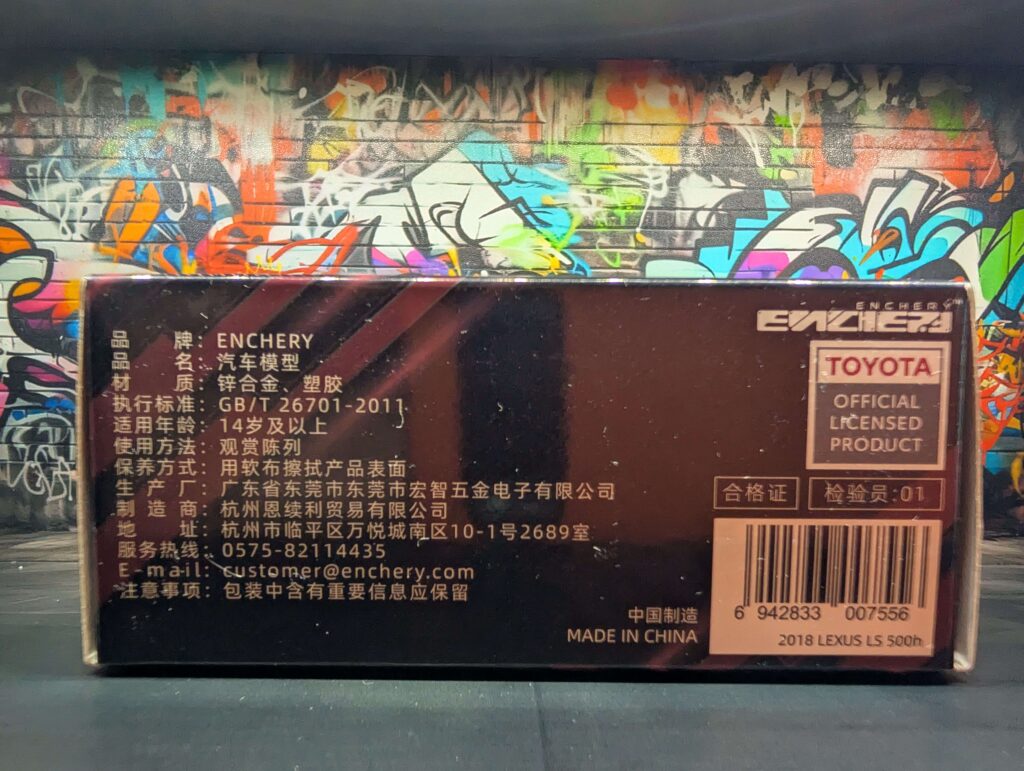 品 牌：ENCHERY
品 名：汽车模型
材 质：锌合金、塑胶
执行标准：GB/T 26701-2011
适用年龄：14岁及以上
使用方法：观赏陈列
保养方式：用软布擦拭产品表面
生 产 厂：广东省东莞市东莞市宏智五金电子有限公司
制 造 商：杭州恩续利贸易有限公司
地 址：杭州市临平区万悦城南区10-1号2689室
服务热线：0575-82114435
E-mail：customer@enchery.com
注意事项：包装中含有重要信息应保留
中国制造
MADE IN CHINA
ENCHERY™
ENCHERY
TOYOTA
OFFICIAL
LICENSED
PRODUCT
合格证
检验员:01
6 942833 007556
2018 LEXUS LS 500h